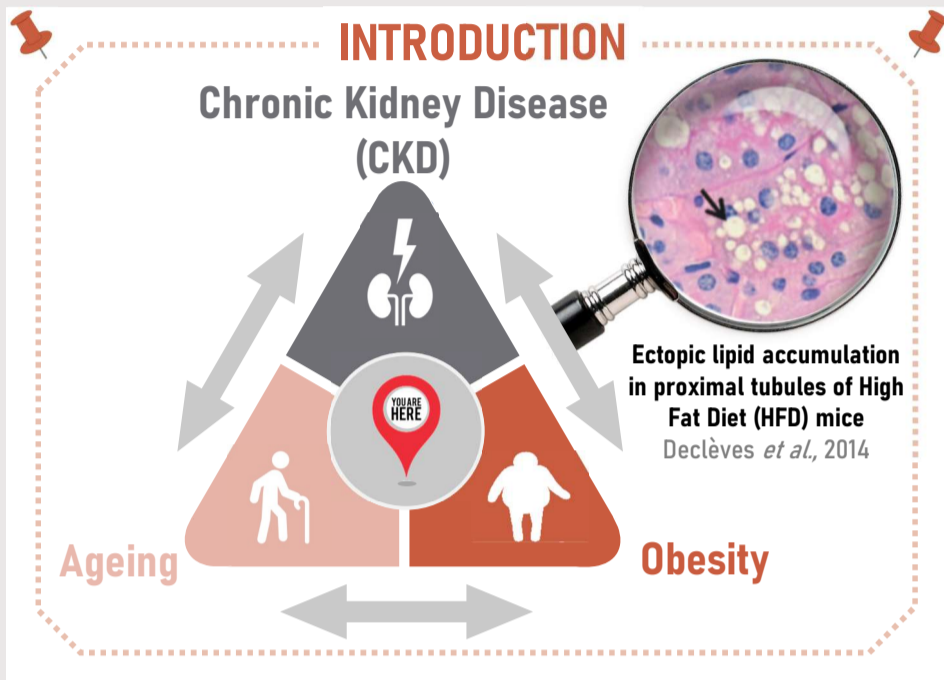 INTRODUCTION
Chronic Kidney Disease
(CKD)
YOU ARE
HERE
Ectopic lipid accumulation
in proximal tubules of High
Fat Diet (HFD) mice
Declèves et al., 2014
Ageing
Obesity